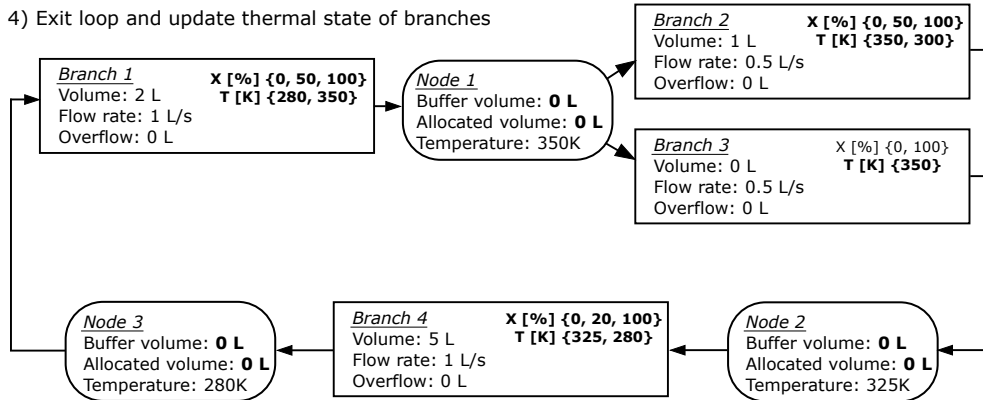 4) Exit loop and update thermal state of branches
Branch 1
X [%] {0, 50, 100}
Volume: 2 L
T [K] {280, 350}
Flow rate: 1 L/s
Overflow: 0 L
Node 1
Buffer volume: 0 L
Allocated volume: 0 L
Temperature: 350K
Branch 2
X [%] {0, 50, 100}
Volume: 1 L
T [K] {350, 300}
Flow rate: 0.5 L/s
Overflow: 0 L
Branch 3
X [%] {0, 100}
Volume: 0 L
T [K] {350}
Flow rate: 0.5 L/s
Overflow: 0 L
Node 3
Buffer volume: 0 L
Allocated volume: 0 L
Temperature: 280K
Branch 4
X [%] {0, 20, 100}
Volume: 5 L
T [K] {325, 280}
Flow rate: 1 L/s
Overflow: 0 L
Node 2
Buffer volume: 0 L
Allocated volume: 0 L
Temperature: 325K